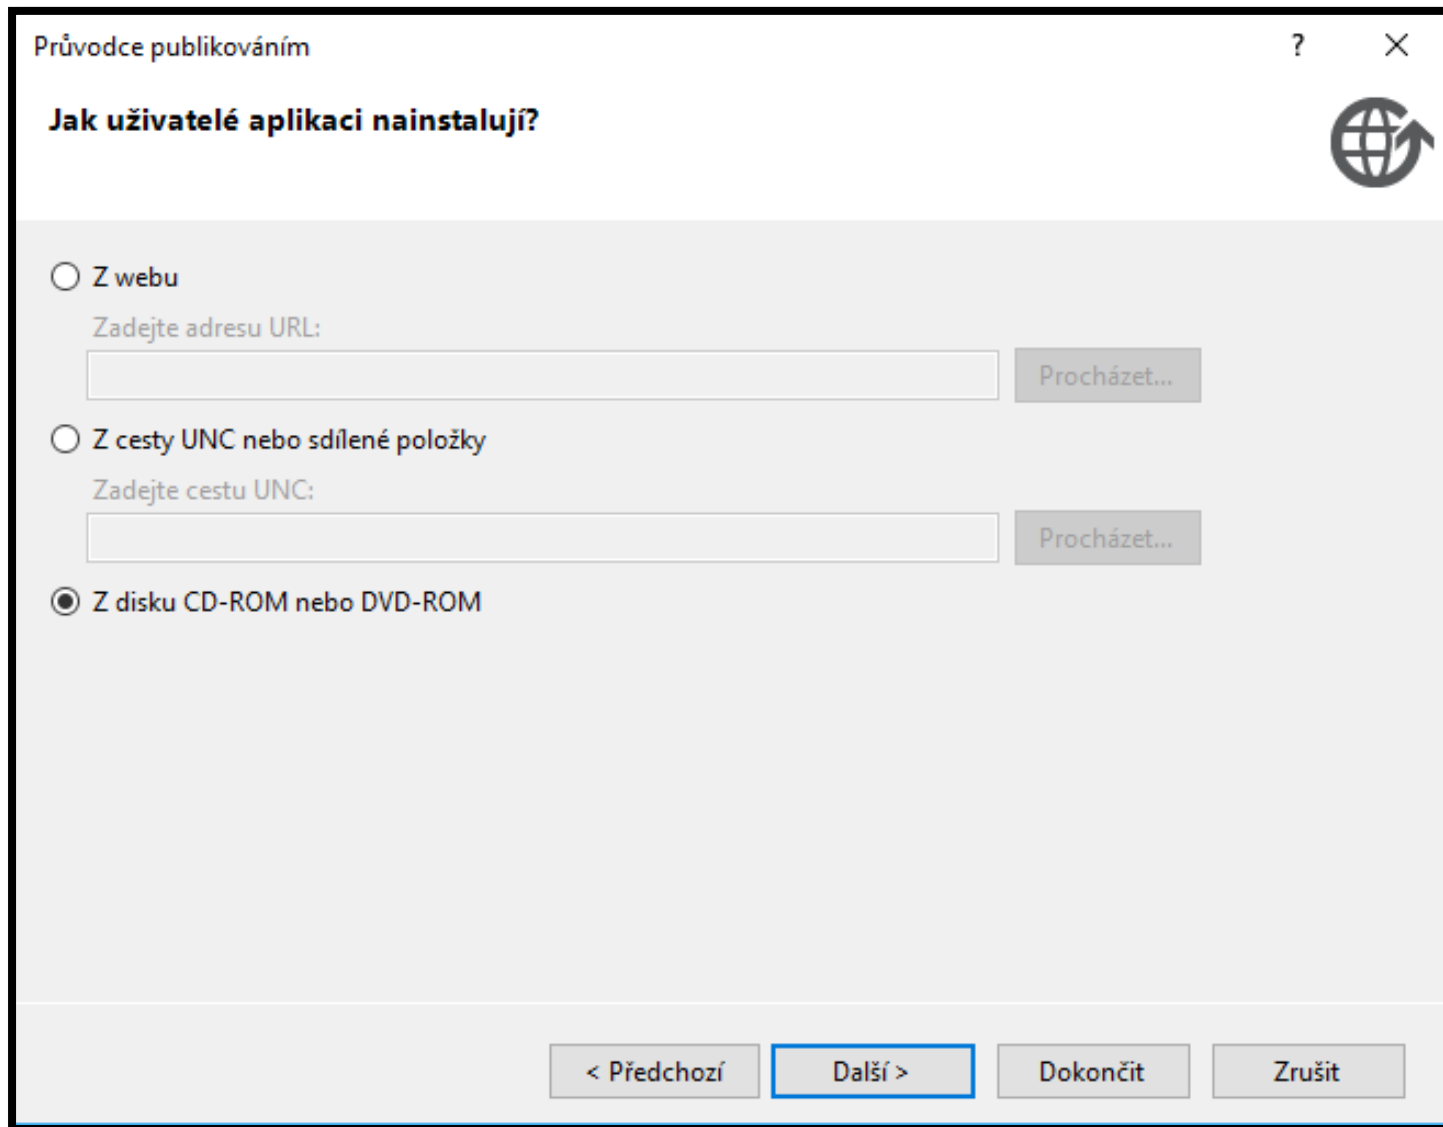 Průvodce publikováním
?
Jak uživatelé aplikaci nainstalují?
Z webu
Zadejte adresu URL:
Procházet...
Z cesty UNC nebo sdílené položky
Zadejte cestu UNC:
Procházet...
Z disku CD-ROM nebo DVD-ROM
< Předchozí
Další >
Dokončit
Zrušit